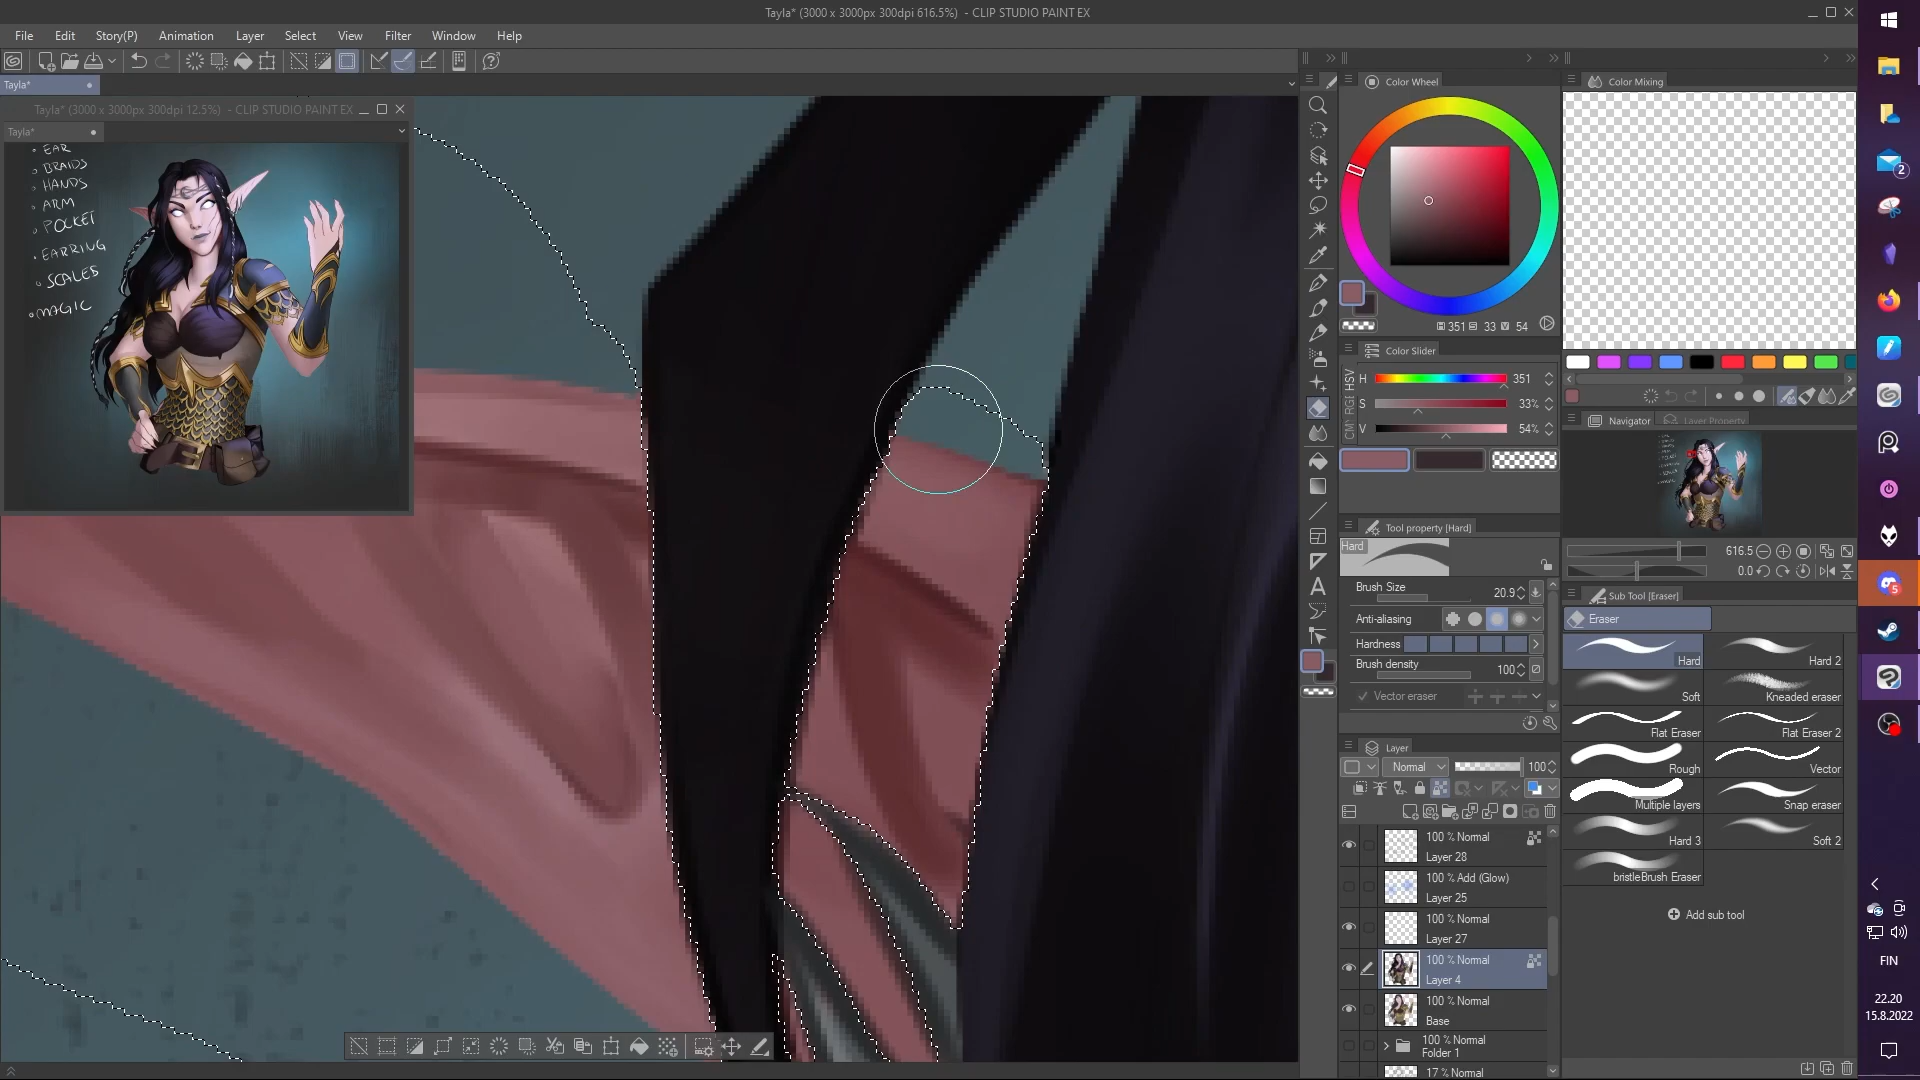 Tayla* (3000 x 3000px 300dpi 616.5%)  - CLIP STUDIO PAINT EX
File Edit Story(P) Animation Layer Select View Filter Window Help
Tayla*
Tayla* (3000 x 3000px 300dpi 12.5%)  - CLIP STUDIO PAINT EX
Tayla*
EAR
BRAIDS
HANDS
ARM
POCKET
EARRING
SCALES
MAGIC
Color Wheel
351 33 54
Color Slider
HSV
RGB
CM
H 351
S 33%
V 54%
Tool property [Hard]
Hard
Brush Size 20.9
Anti-aliasing
Hardness
Brush density 100
Vector eraser
Layer
Normal 100
100 % Normal
Layer 28
100 % Add (Glow)
Layer 25
100 % Normal
Layer 27
100 % Normal
Layer 4
100 % Normal
Base
100 % Normal
Folder 1
17 % Normal
Color Mixing
Navigator Layer Property
616.5
0.0
Sub Tool [Eraser]
Eraser
Hard Hard 2
Soft Kneaded eraser
Flat Eraser Flat Eraser 2
Rough Vector
Multiple layers Snap eraser
Hard 3 Soft 2
bristleBrush Eraser
Add sub tool
2
5
FIN
22.20
15.8.2022